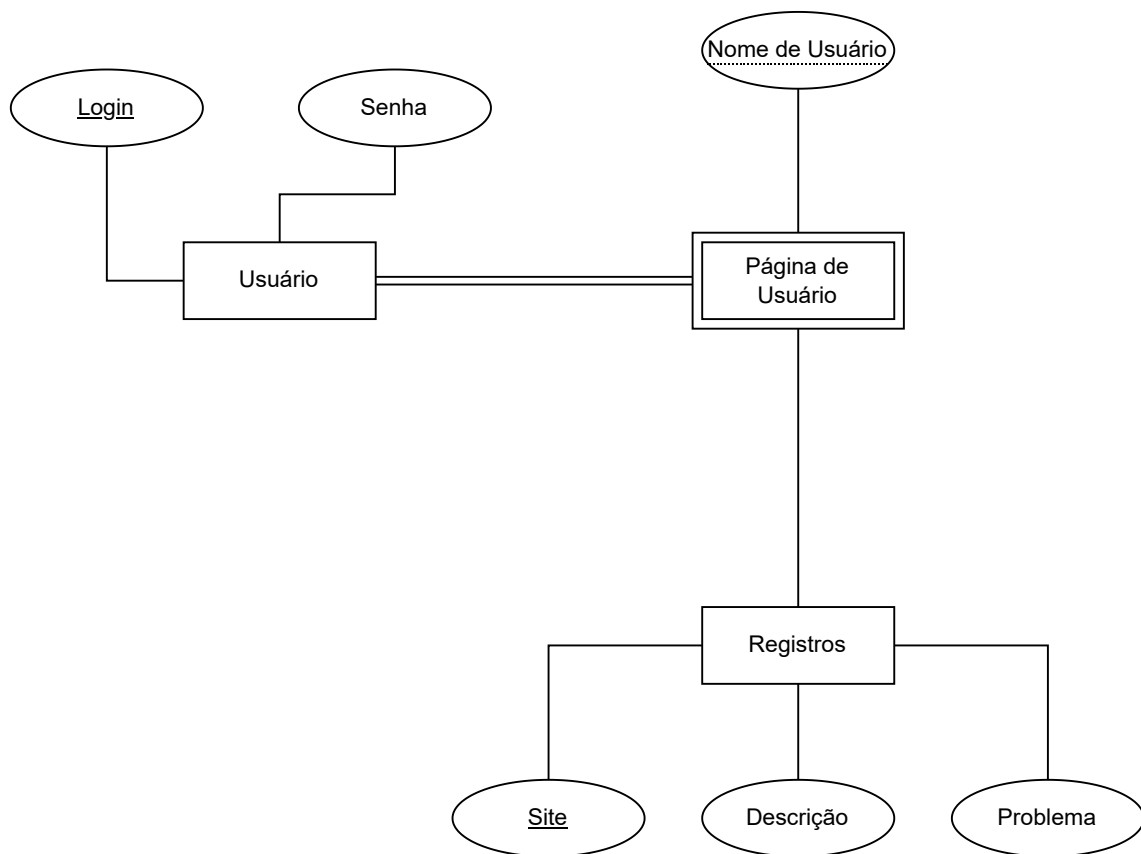 Nome de Usuário
Login
Senha
Usuário
Página de
Usuário
Registros
Site
Descrição
Problema